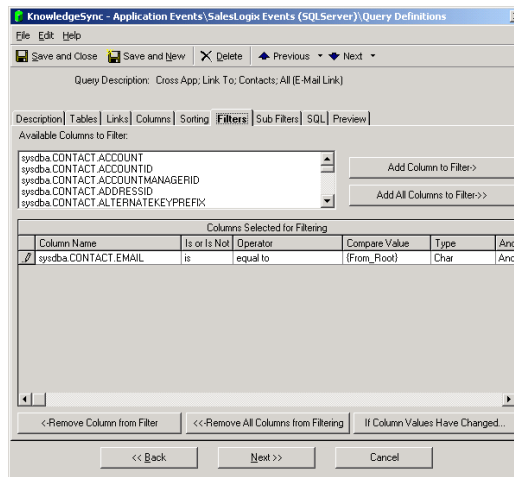 KnowledgeSync - Application Events\SalesLogix Events (SQLServer)\Query Definitions
File Edit Help
Save and Close Save and New Delete Previous Next
Query Description: Cross App; Link To; Contacts; All (E-Mail Link)
Description Tables Links Columns Sorting Filters Sub Filters SQL Preview
Available Columns to Filter:
sysdba.CONTACT.ACCOUNT
sysdba.CONTACT.ACCOUNTID
sysdba.CONTACT.ACCOUNTMANAGERID
sysdba.CONTACT.ADDRESSID
sysdba.CONTACT.ALTERNATEKEYPREFIX
Add Column to Filter->
Add All Columns to Filter->>
Columns Selected for Filtering
Column Name Is or Is Not Operator Compare Value Type And
sysdba.CONTACT.EMAIL is equal to {From_Root} Char And
<-Remove Column from Filter <<-Remove All Columns from Filtering If Column Values Have Changed...
<< Back Next >> Cancel